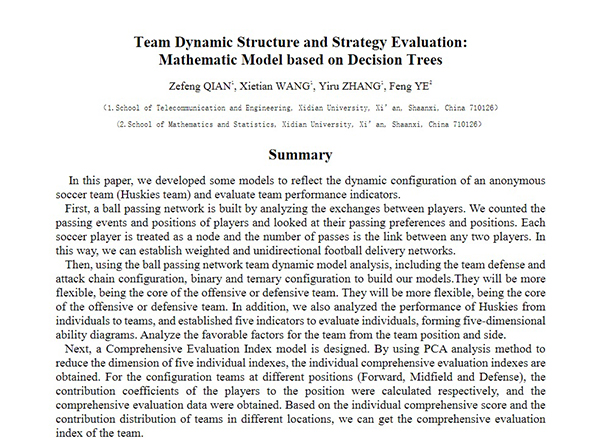 Team Dynamic Structure and Strategy Evaluation:
Mathematic Model based on Decision Trees
Zefeng QIAN¹, Xietian WANG¹, Yiru ZHANG¹, Feng YE²
(1.School of Telecommunication and Engineering, Xidian University, Xi’an, Shaanxi, China 710126)
(2.School of Mathematics and Statistics, Xidian University, Xi’an, Shaanxi, China 710126)
Summary
In this paper, we developed some models to reflect the dynamic configuration of an anonymous
soccer team (Huskies team) and evaluate team performance indicators.
First, a ball passing network is built by analyzing the exchanges between players. We counted the
passing events and positions of players and looked at their passing preferences and positions. Each
soccer player is treated as a node and the number of passes is the link between any two players. In
this way, we can establish weighted and unidirectional football delivery networks.
Then, using the ball passing network team dynamic model analysis, including the team defense and
attack chain configuration, binary and ternary configuration to build our models.They will be more
flexible, being the core of the offensive or defensive team. They will be more flexible, being the core
of the offensive or defensive team. In addition, we also analyzed the performance of Huskies from
individuals to teams, and established five indicators to evaluate individuals, forming five-dimensional
ability diagrams. Analyze the favorable factors for the team from the team position and side.
Next, a Comprehensive Evaluation Index model is designed. By using PCA analysis method to
reduce the dimension of five individual indexes, the individual comprehensive evaluation indexes are
obtained. For the configuration teams at different positions (Forward, Midfield and Defense), the
contribution coefficients of the players to the position were calculated respectively, and the
comprehensive evaluation data were obtained. Based on the individual comprehensive score and the
contribution distribution of teams in different locations, we can get the comprehensive evaluation
index of the team.